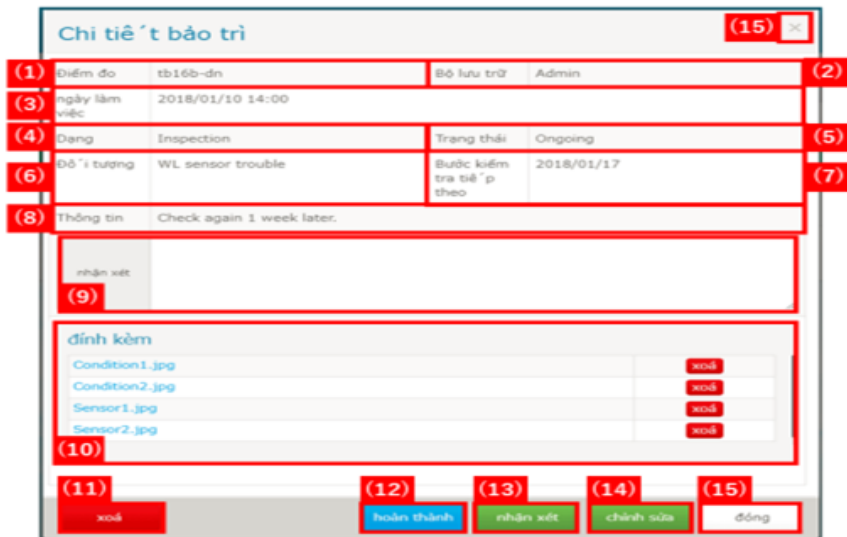 Chi tiê´t bảo trì (15) ×
(1) Điểm đo tb16b-dn Bộ lưu trữ Admin (2)
(3) ngày làm việc 2018/01/10 14:00
(4) Dạng Inspection Trạng thái Ongoing (5)
(6) Đô´i tượng WL sensor trouble Bước kiểm tra tiê´p theo 2018/01/17 (7)
(8) Thông tin Check again 1 week later.
nhận xét
(9)
đính kèm
Condition1.jpg xoá
Condition2.jpg xoá
Sensor1.jpg xoá
Sensor2.jpg xoá
(10)
(11) (12) (13) (14) (15)
xoá hoàn thành nhận xét chỉnh sửa đóng